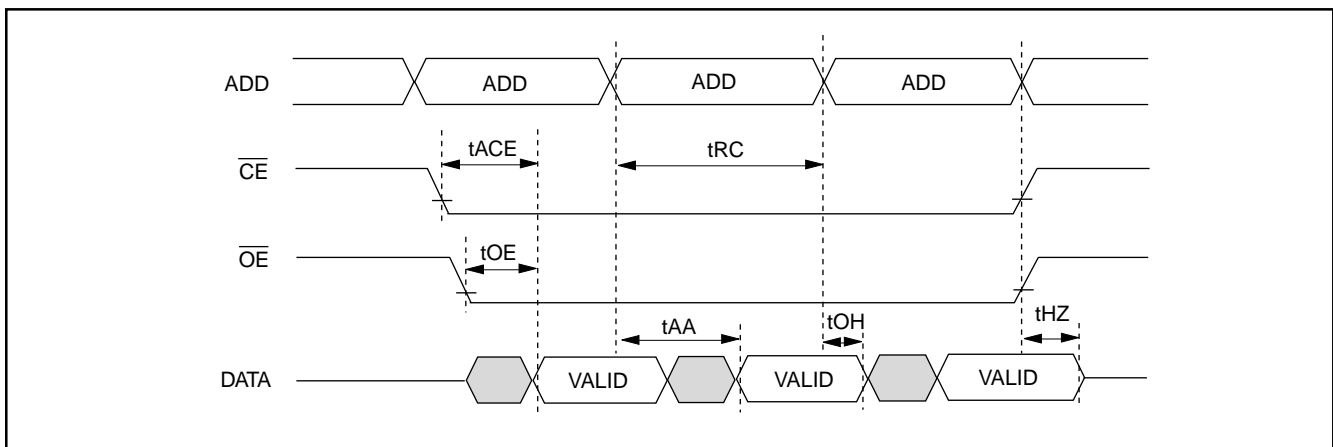 ADD ADD ADD ADD
tACE tRC
CE
tOE
OE
tAA tOH tHZ
DATA VALID VALID VALID